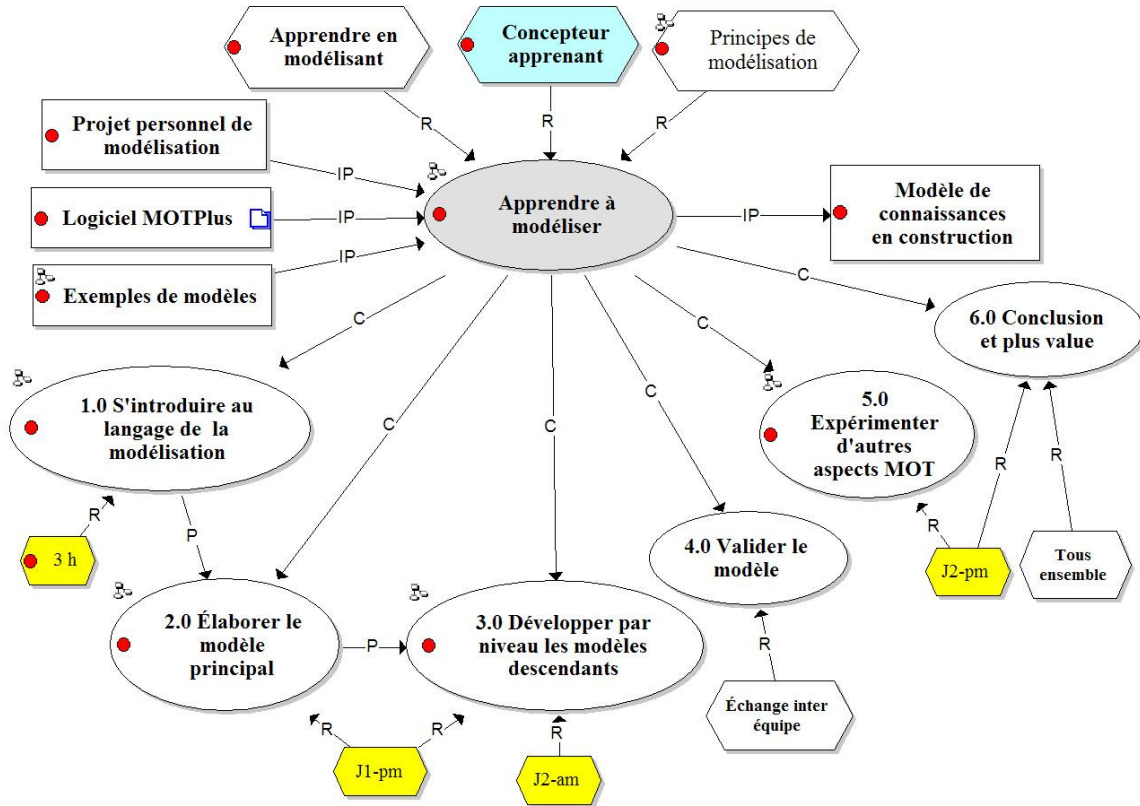 Apprendre en
modélisant
Concepteur
apprenant
Principes de
modélisation
R
R
R
Projet personnel de
modélisation
IP
Logiciel MOTPlus
IP
Exemples de modèles
IP
Apprendre à
modéliser
IP
Modèle de
connaissances
en construction
C
C
C
C
C
C
6.0 Conclusion
et plus value
1.0 S'introduire au
langage de la
modélisation
5.0
Expérimenter
d'autres
aspects MOT
R
3 h
P
R
R
R
4.0 Valider le
modèle
J2-pm
Tous
ensemble
2.0 Élaborer le
modèle
principal
P
3.0 Développer par
niveau les modèles
descendants
R
Échange inter
équipe
R
R
R
J1-pm
J2-am